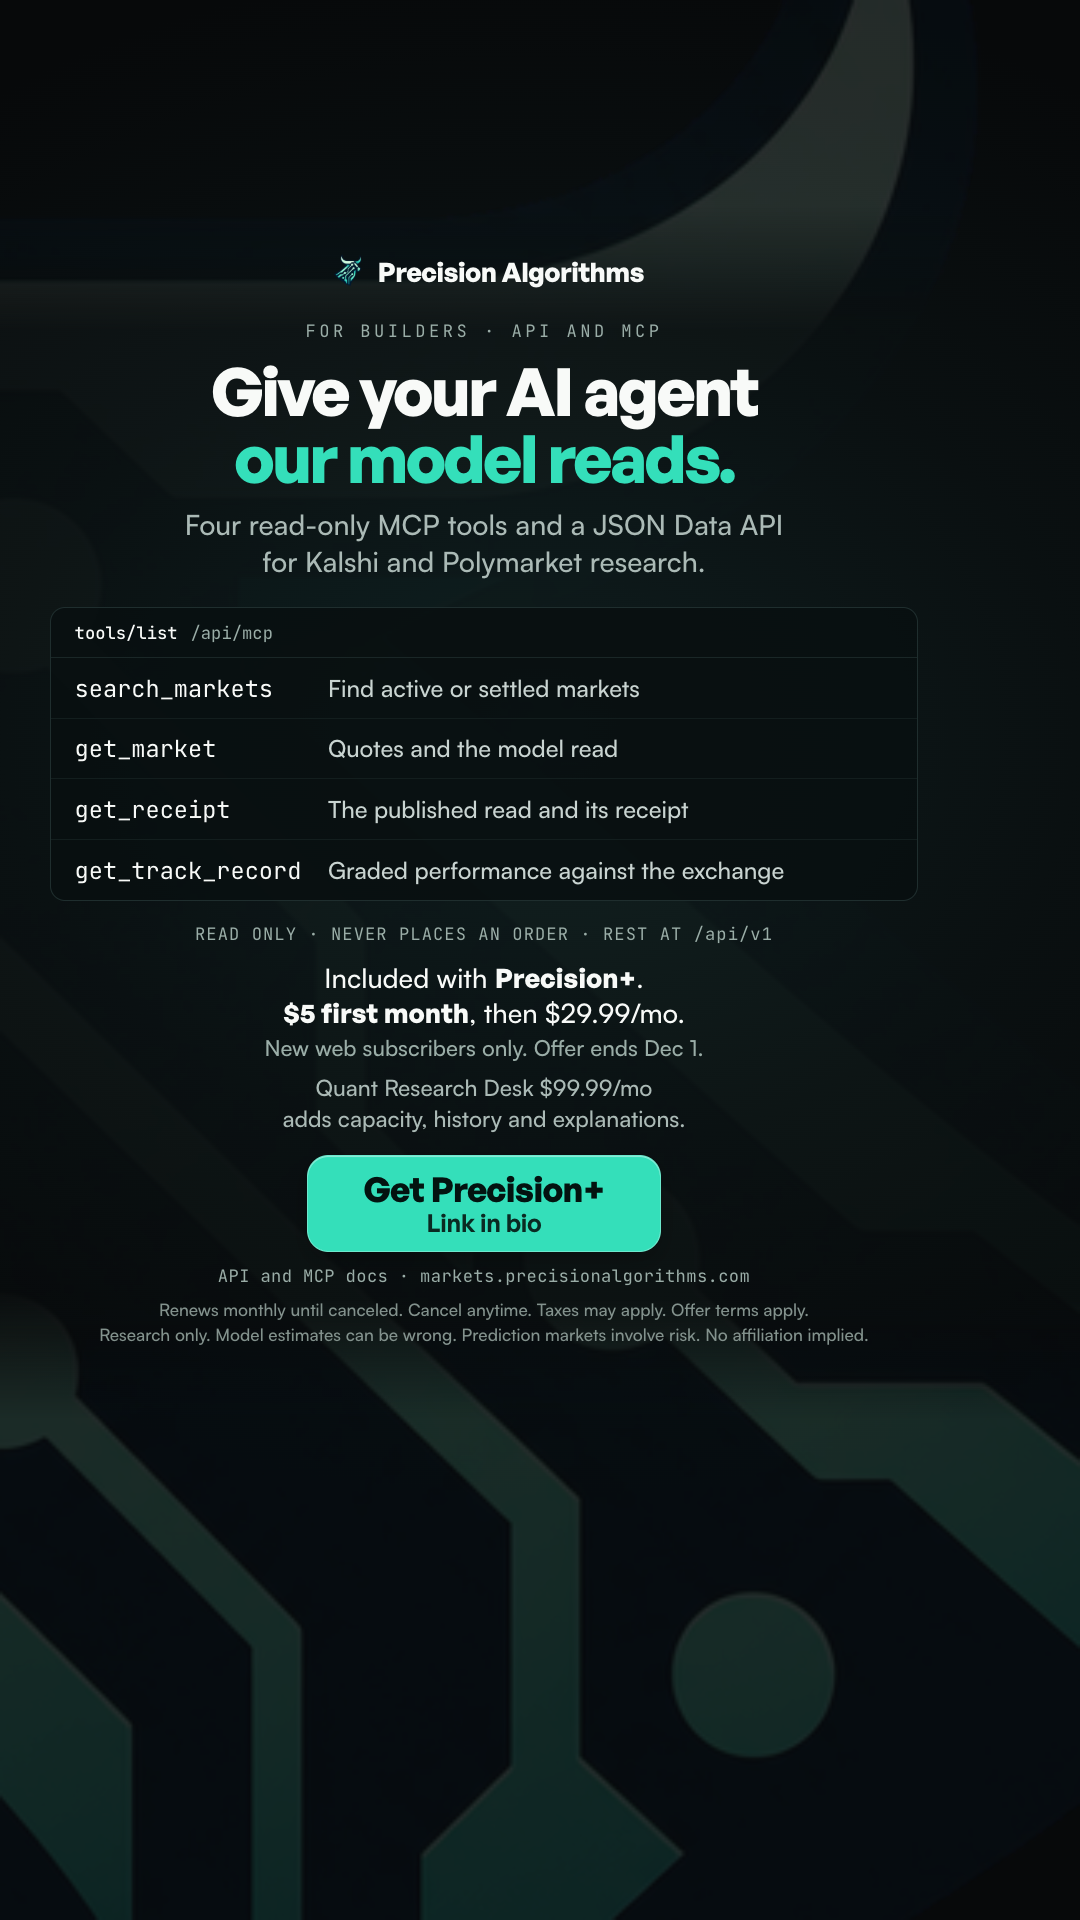 Precision Algorithms
FOR BUILDERS · API AND MCP
Give your AI agent
our model reads.
Four read-only MCP tools and a JSON Data API
for Kalshi and Polymarket research.
tools/list /api/mcp
search_markets Find active or settled markets
get_market Quotes and the model read
get_receipt The published read and its receipt
get_track_record Graded performance against the exchange
READ ONLY · NEVER PLACES AN ORDER · REST AT /api/v1
Included with Precision+.
$5 first month, then $29.99/mo.
New web subscribers only. Offer ends Dec 1.
Quant Research Desk $99.99/mo
adds capacity, history and explanations.
Get Precision+
Link in bio
API and MCP docs · markets.precisionalgorithms.com
Renews monthly until canceled. Cancel anytime. Taxes may apply. Offer terms apply.
Research only. Model estimates can be wrong. Prediction markets involve risk. No affiliation implied.